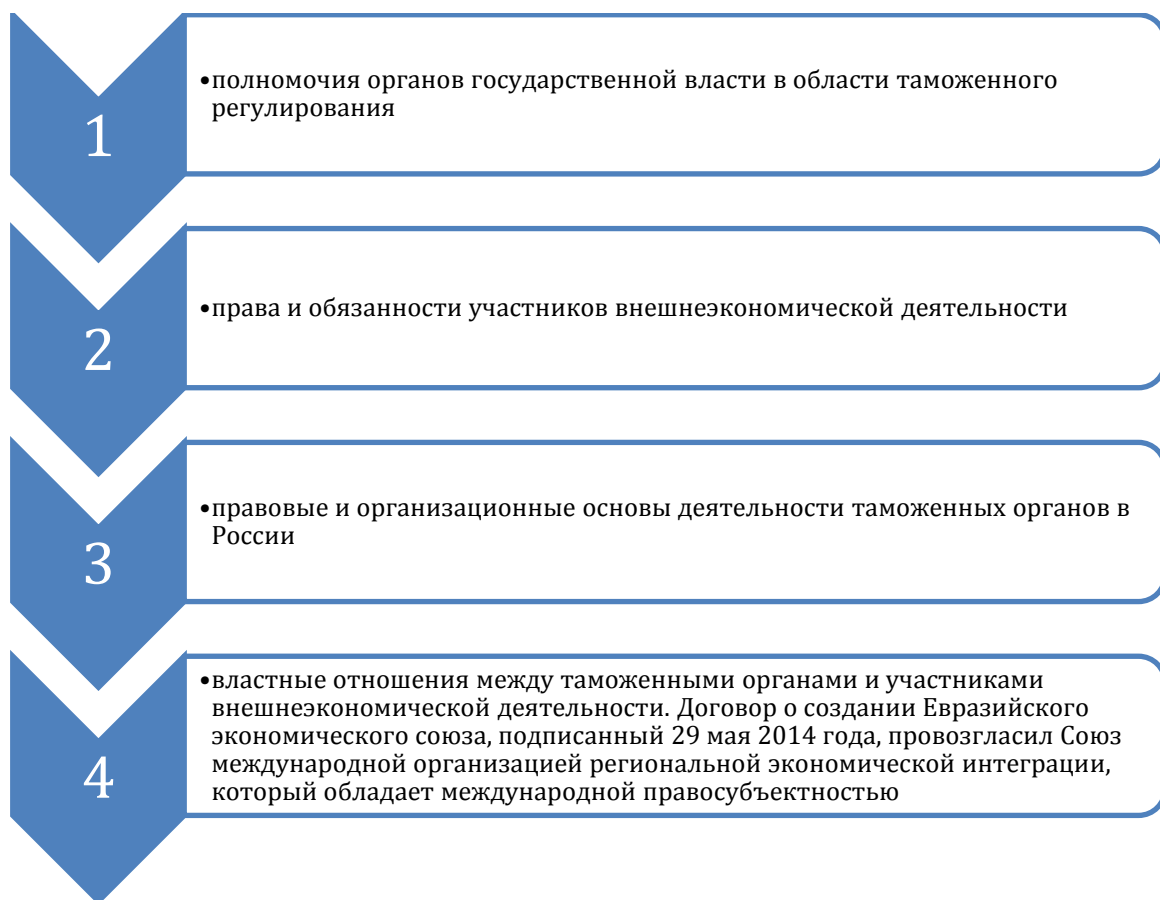 1
•полномочия органов государственной власти в области таможенного
регулирования
2
•права и обязанности участников внешнеэкономической деятельности
3
•правовые и организационные основы деятельности таможенных органов в
России
4
•властные отношения между таможенными органами и участниками
внешнеэкономической деятельности. Договор о создании Евразийского
экономического союза, подписанный 29 мая 2014 года, провозгласил Союз
международной организацией региональной экономической интеграции,
который обладает международной правосубъектностью